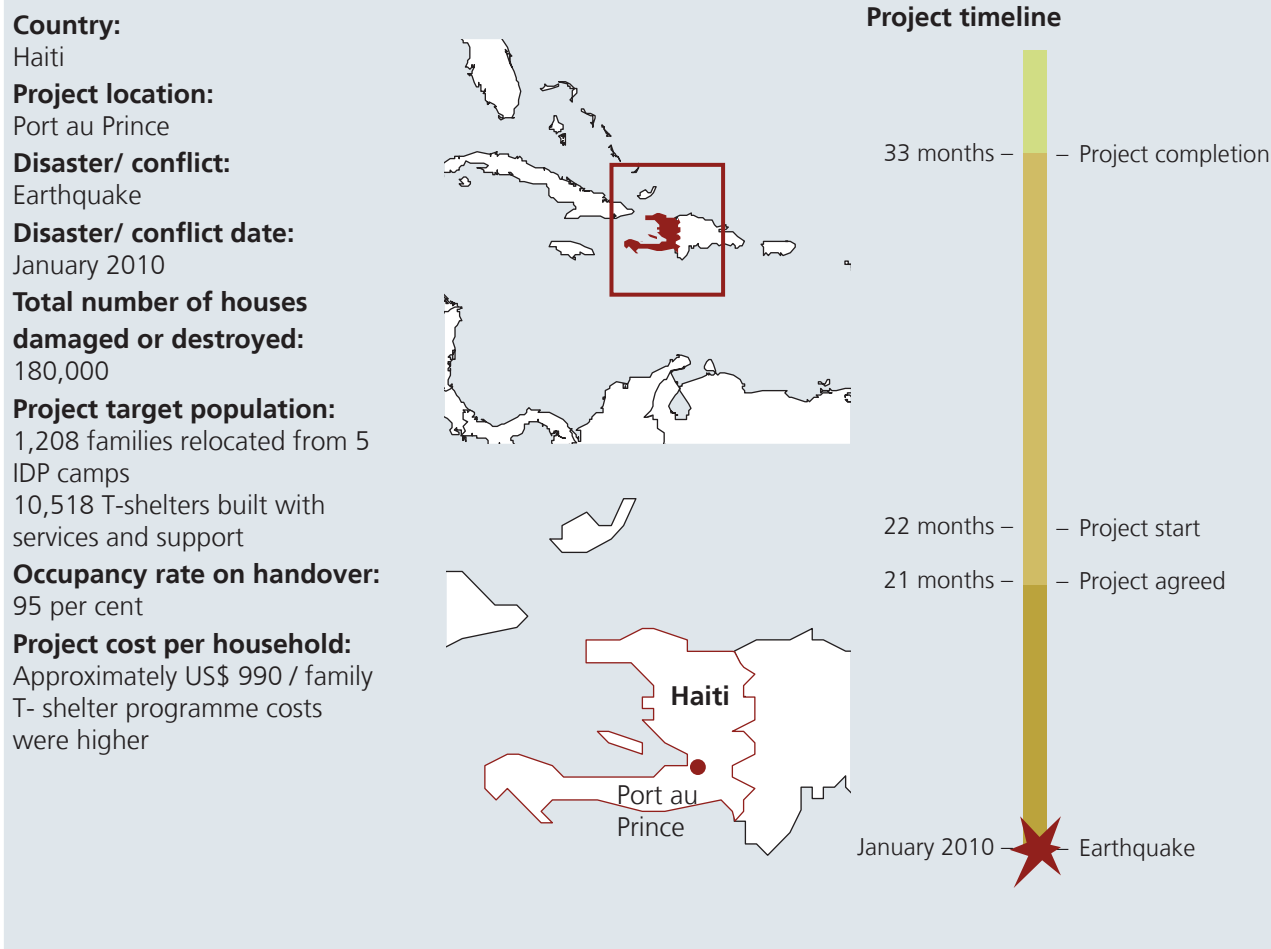 Country:
Haiti
Project location:
Port au Prince
Disaster/ conflict:
Earthquake
Disaster/ conflict date:
January 2010
Total number of houses
damaged or destroyed:
180,000
Project target population:
1,208 families relocated from 5
IDP camps
10,518 T-shelters built with
services and support
Occupancy rate on handover:
95 per cent
Project cost per household:
Approximately US$ 990 / family
T- shelter programme costs
were higher
Haiti
Port au
Prince
Project timeline
33 months – – Project completion
22 months – – Project start
21 months – – Project agreed
January 2010 – – Earthquake